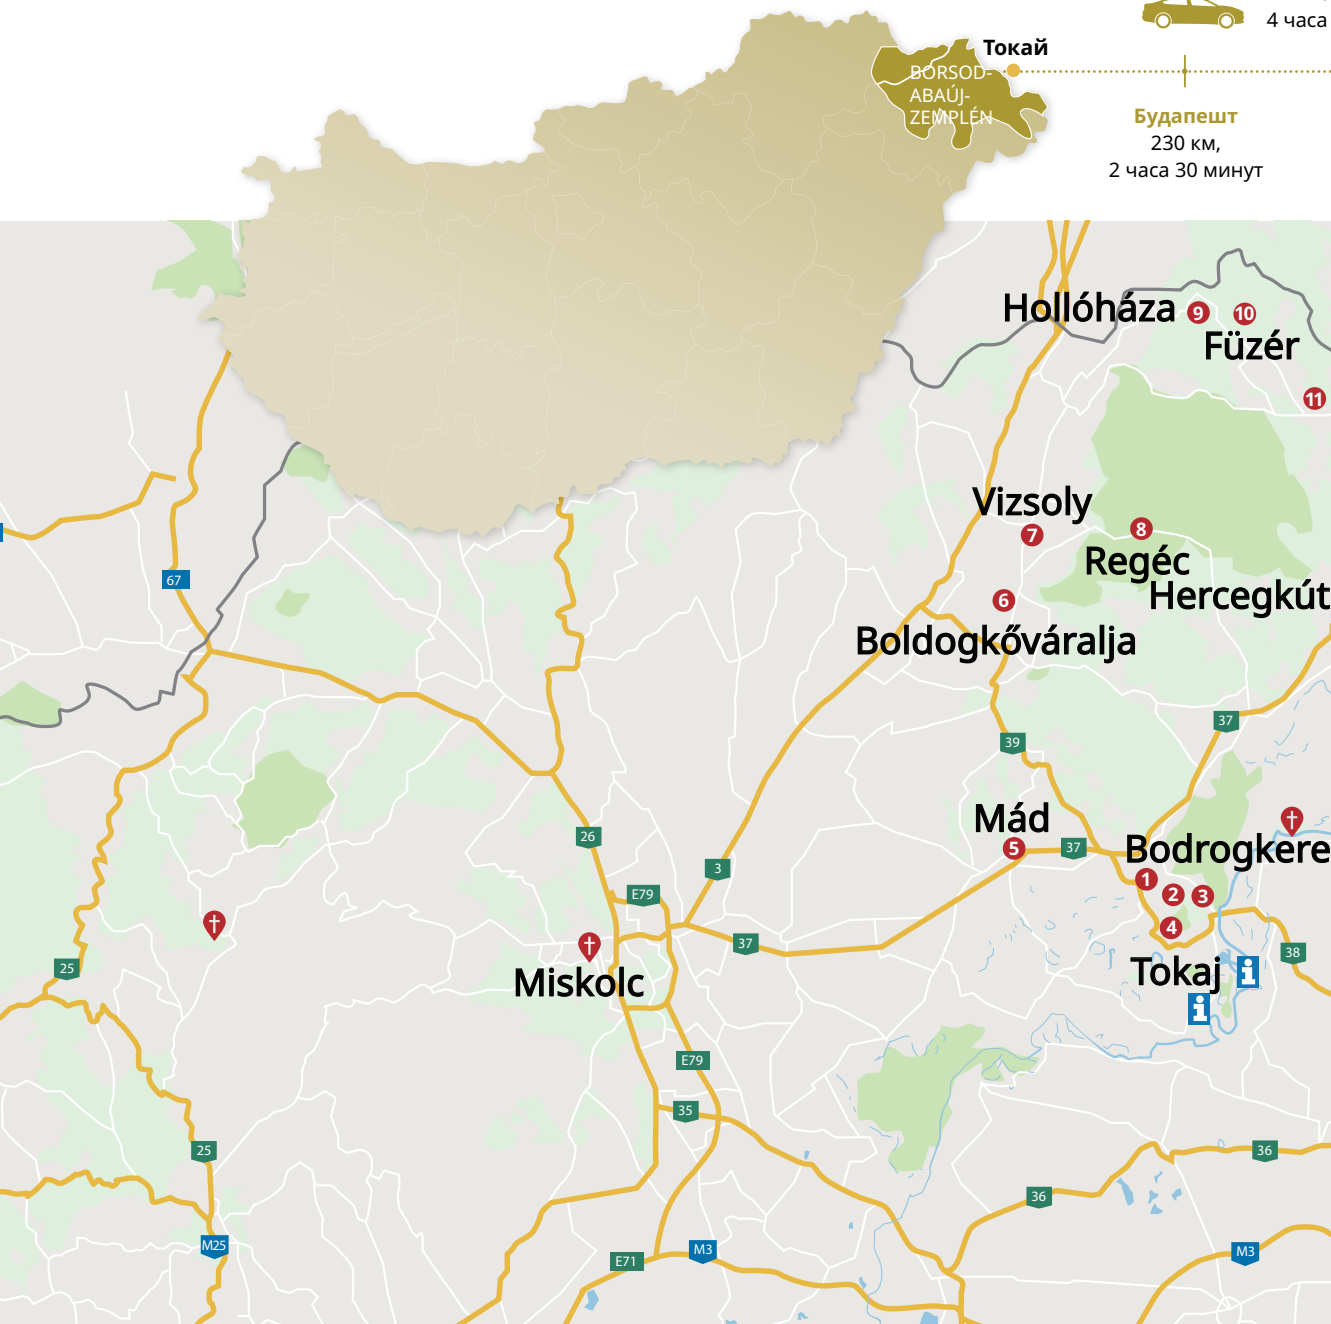 4 часа
Токай
BORSOD-
ABAÚJ-
ZEMPLÉN
Будапешт
230 км,
2 часа 30 минут
Hollóháza
9
10
Füzér
11
Vizsoly
7
8
Regéc
67
Hercegkút
6
Boldogkőváralja
37
39
Mád
26
5
37
Bodrogkere
3
1
2
3
E79
4
37
38
25
Miskolc
Tokaj
i
i
E79
35
25
36
36
M25
M3
M3
E71